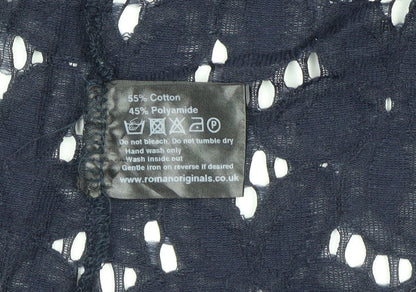 55% Cotton
45% Polyamide
P
Do not bleach. Do not tumble dry
Hand wash only
Wash inside out
Gentle iron on reverse if desired
www.romanoriginals.co.uk